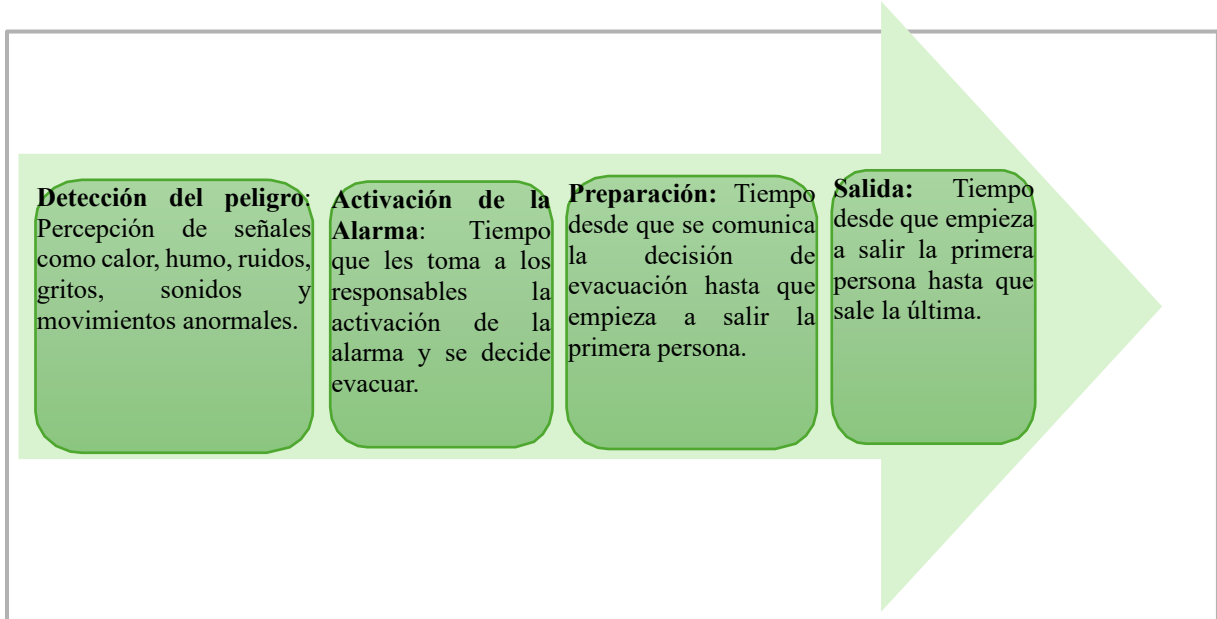 Detección del peligro:
Percepción de señales
como calor, humo, ruidos,
gritos, sonidos y
movimientos anormales.
Activación de la
Alarma: Tiempo
que les toma a los
responsables la
activación de la
alarma y se decide
evacuar.
Preparación: Tiempo
desde que se comunica
la decisión de
evacuación hasta que
empieza a salir la
primera persona.
Salida: Tiempo
desde que empieza
a salir la primera
persona hasta que
sale la última.